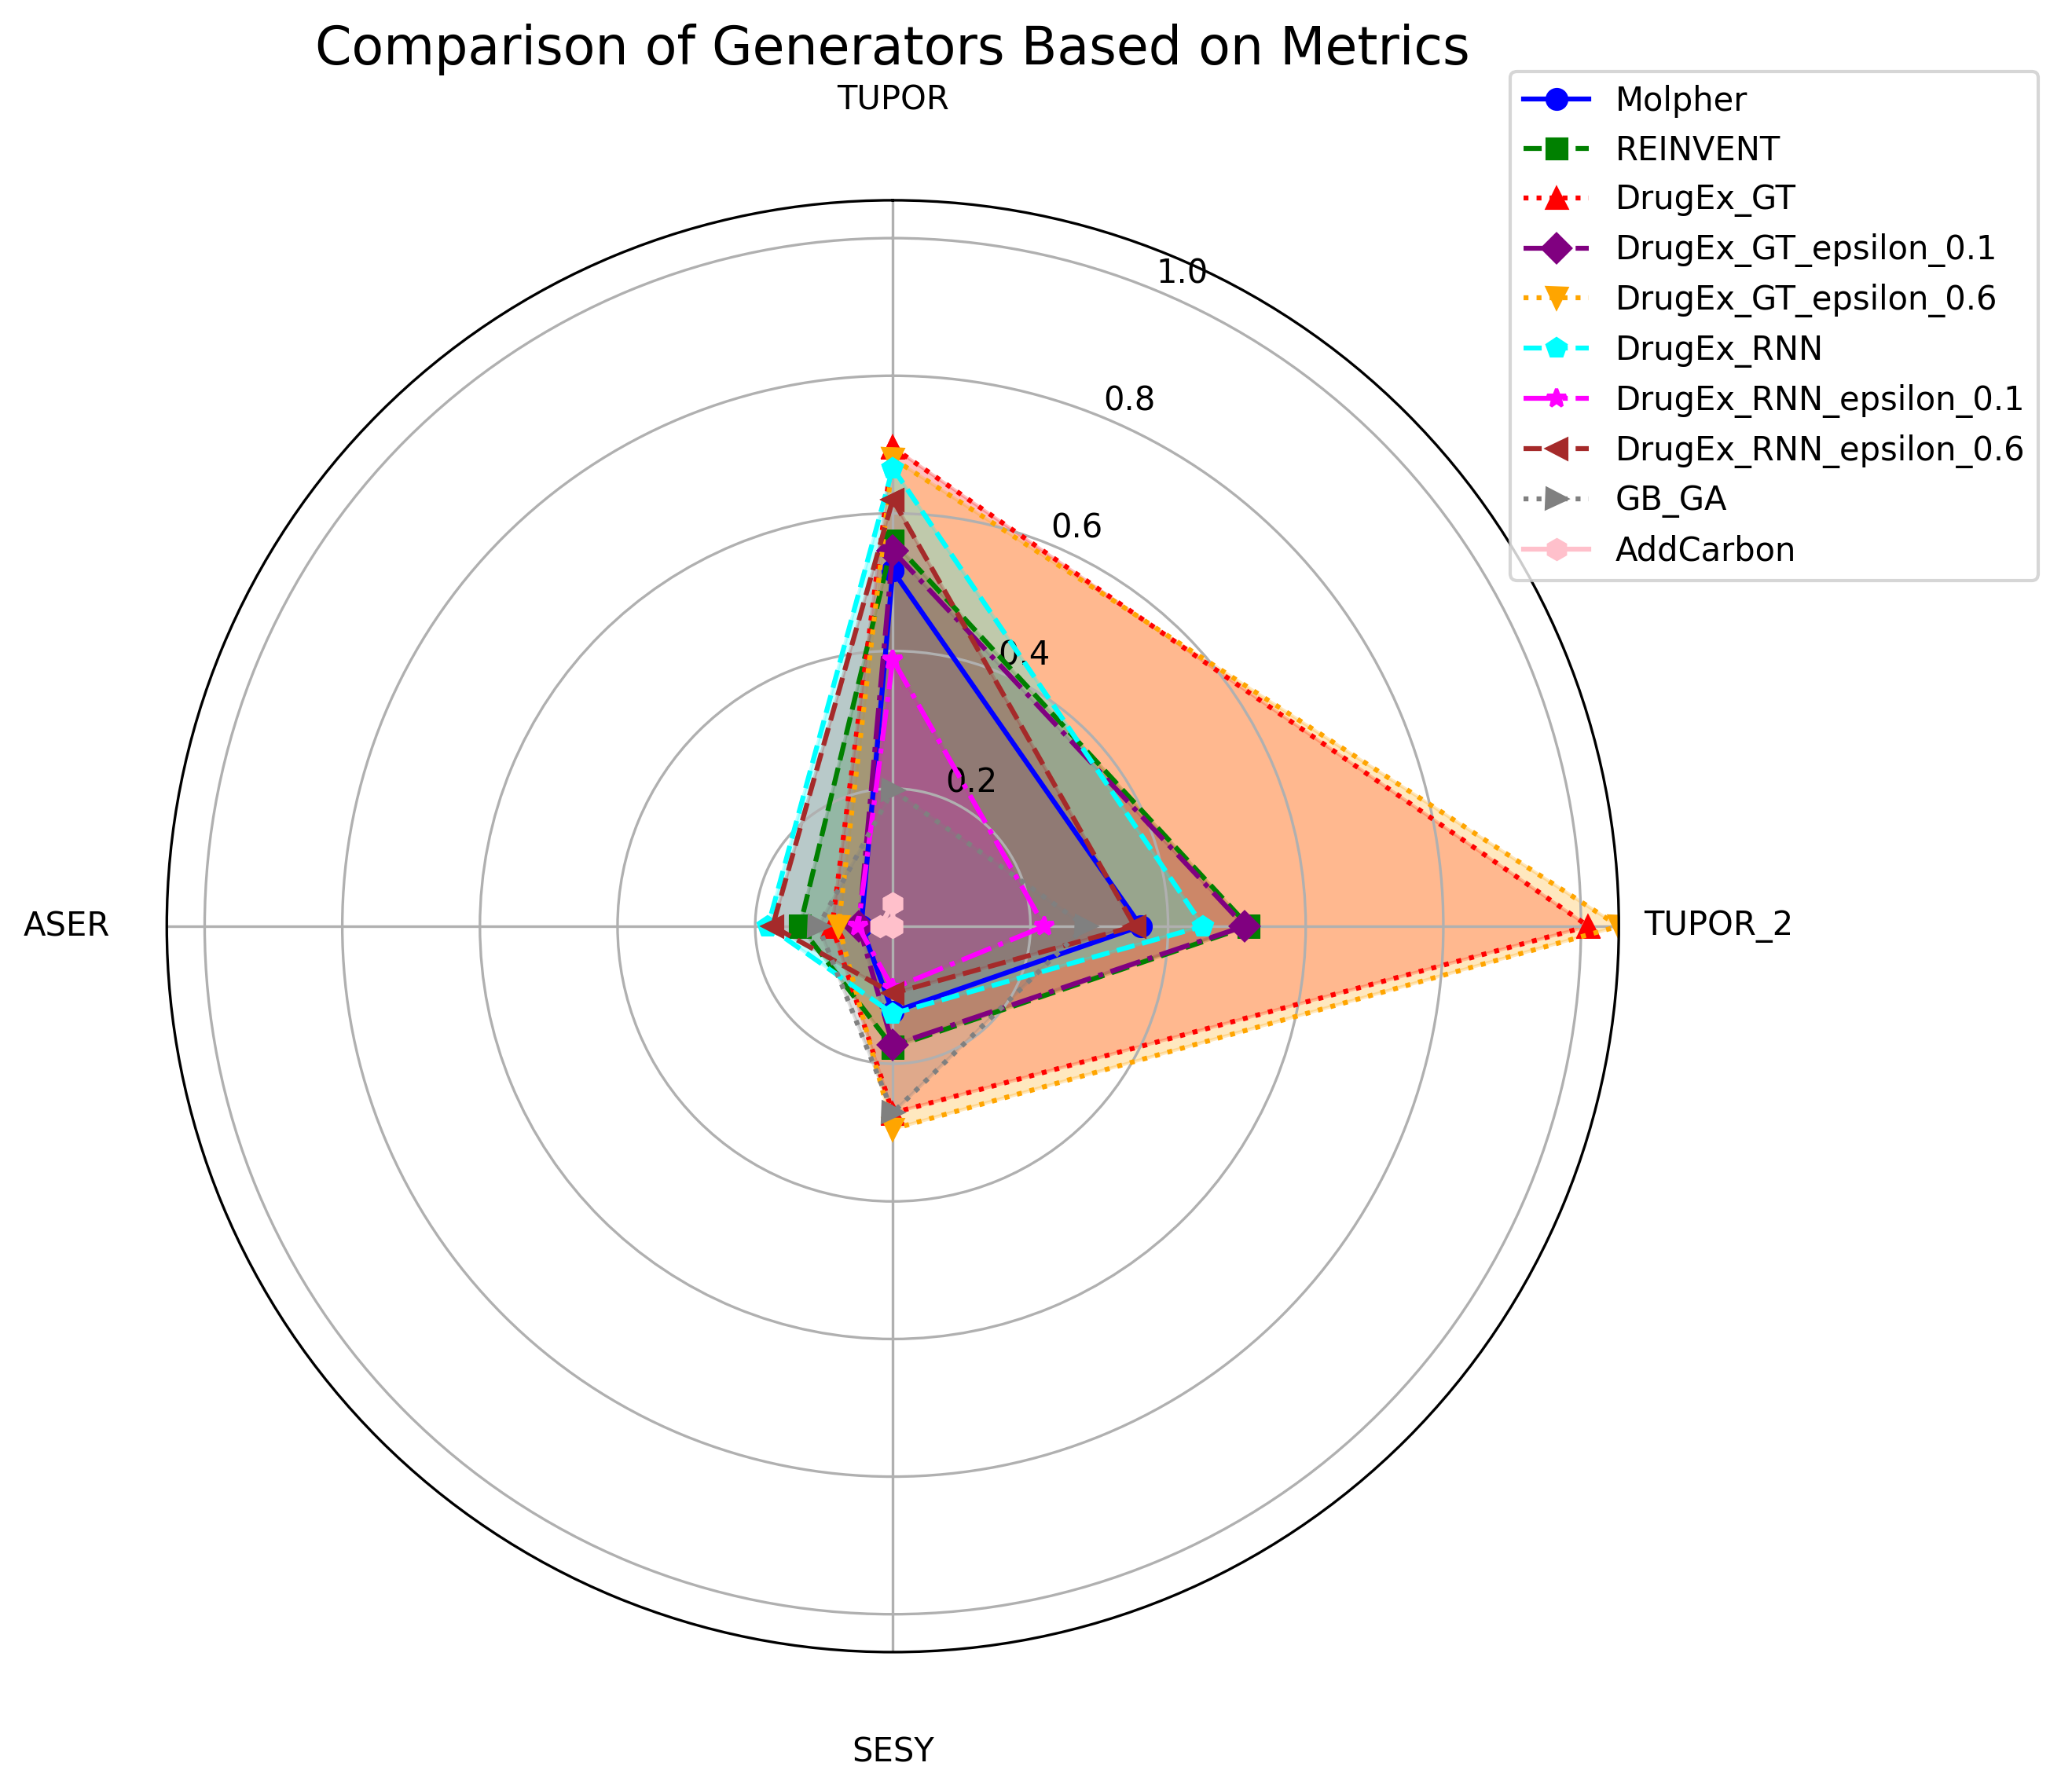 Comparison of Generators Based on Metrics
TUPOR
Molpher
REINVENT
DrugEx_GT
DrugEx_GT_epsilon_0.1
DrugEx_GT_epsilon_0.6
DrugEx_RNN
DrugEx_RNN_epsilon_0.1
DrugEx_RNN_epsilon_0.6
GB_GA
AddCarbon
1.0
0.8
0.6
0.4
0.2
ASER
TUPOR_2
SESY